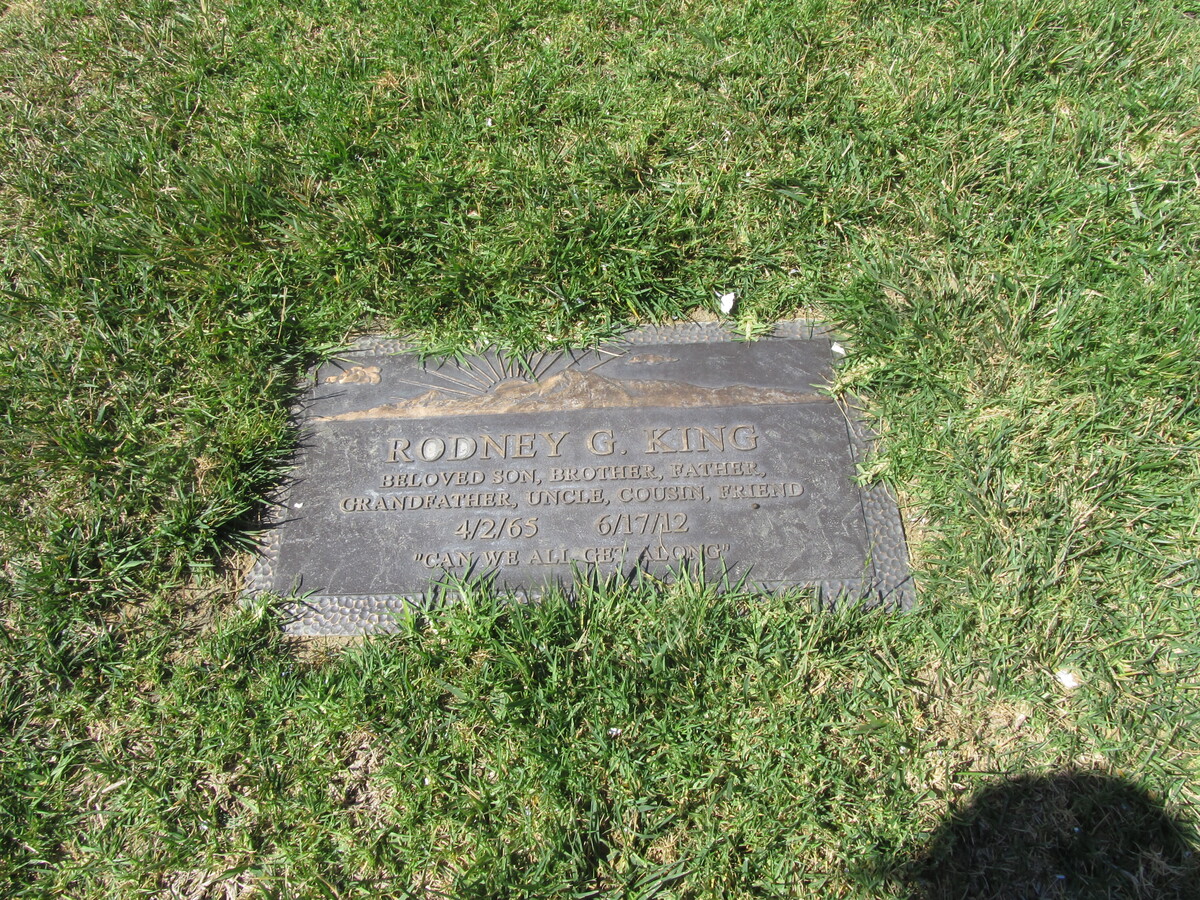 RODNEY G. KING
BELOVED SON, BROTHER, FATHER,
GRANDFATHER, UNCLE, COUSIN, FRIEND
4/2/65 6/17/12
"CAN WE ALL GET ALONG"